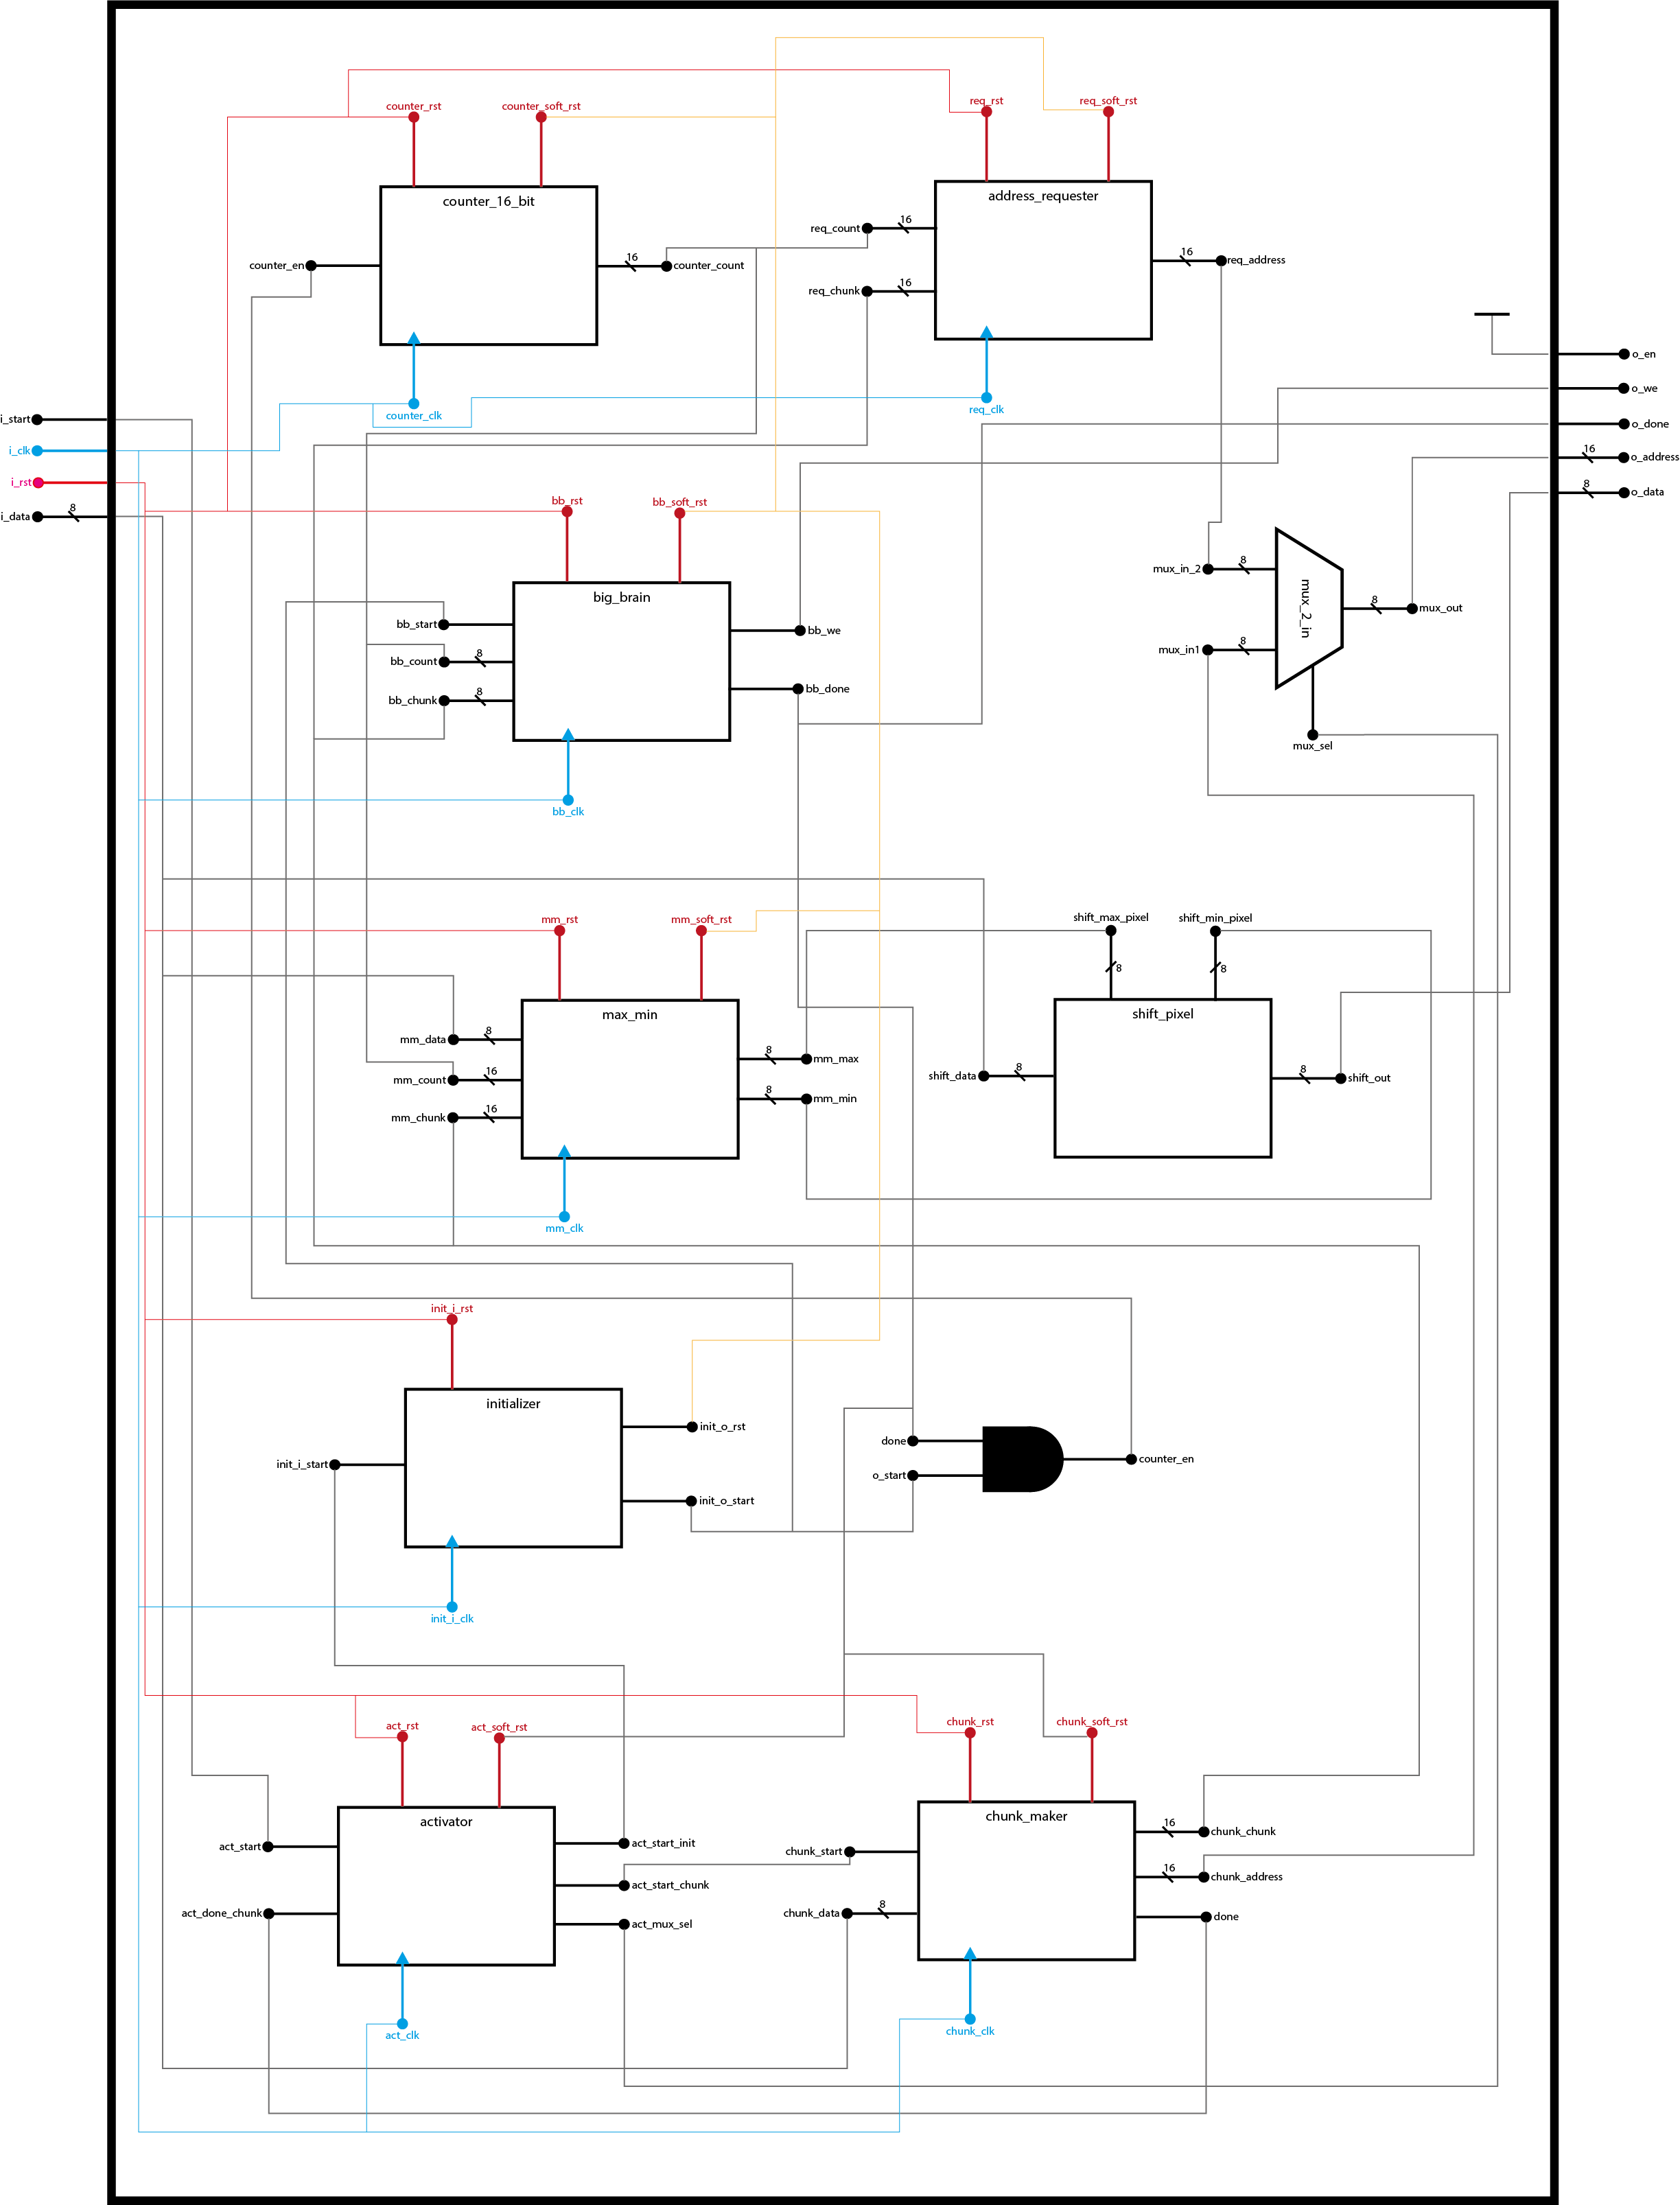 counter_rst
counter_soft_rst
req_rst
req_soft_rst
counter_16_bit
address_requester
req_count
16
16
req_address
counter_en
16
counter_count
req_chunk
16
o_en
o_we
counter_clk
req_clk
i_start
o_done
i_clk
16
o_address
i_rst
8
o_data
i_data
8
bb_rst
bb_soft_rst
big_brain
mux_in_2
8
mux_2_in
8
mux_out
bb_start
bb_we
mux_in1
8
bb_count
8
bb_chunk
8
bb_done
mux_sel
bb_clk
mm_rst
mm_soft_rst
shift_max_pixel
shift_min_pixel
8
8
max_min
shift_pixel
mm_data
8
8
mm_max
mm_count
16
shift_data
8
8
shift_out
mm_chunk
16
8
mm_min
mm_clk
init_i_rst
initializer
init_o_rst
done
counter_en
init_i_start
o_start
init_o_start
init_i_clk
act_rst
act_soft_rst
chunk_rst
chunk_soft_rst
activator
chunk_maker
act_start
act_start_init
chunk_start
16
chunk_chunk
act_start_chunk
16
chunk_address
act_done_chunk
act_mux_sel
chunk_data
8
done
act_clk
chunk_clk